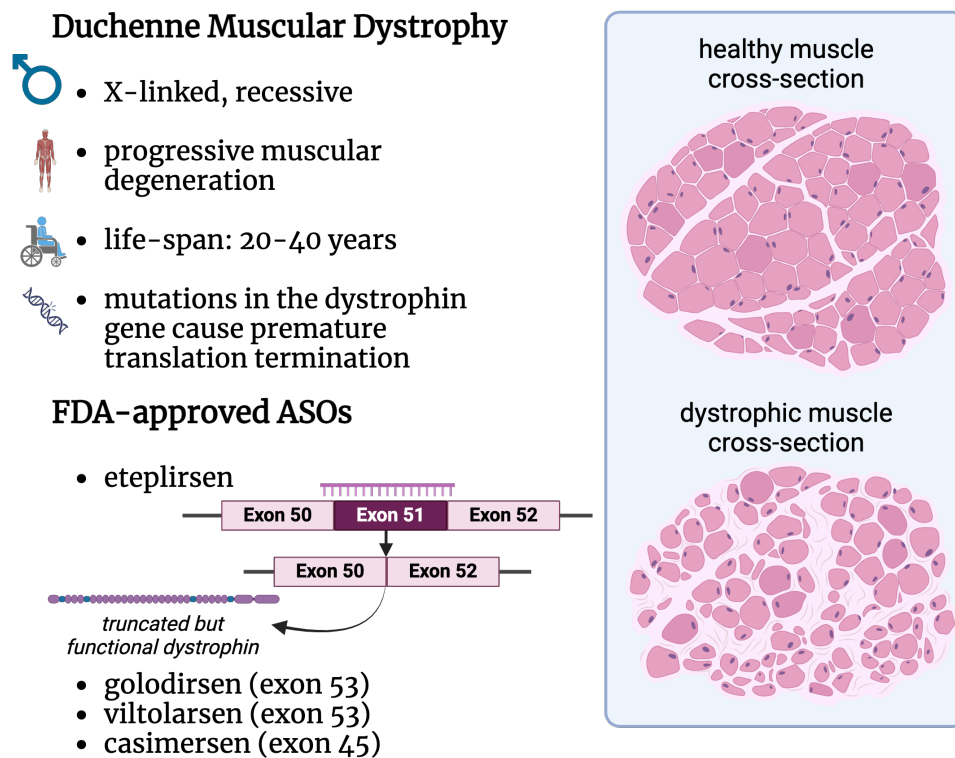 Duchenne Muscular Dystrophy
• X-linked, recessive
• progressive muscular
degeneration
• life-span: 20-40 years
• mutations in the dystrophin
gene cause premature
translation termination
FDA-approved ASOs
• eteplirsen
Exon 50 Exon 51 Exon 52
Exon 50 Exon 52
truncated but
functional dystrophin
• golodirsen (exon 53)
• viltolarsen (exon 53)
• casimersen (exon 45)
healthy muscle
cross-section
dystrophic muscle
cross-section